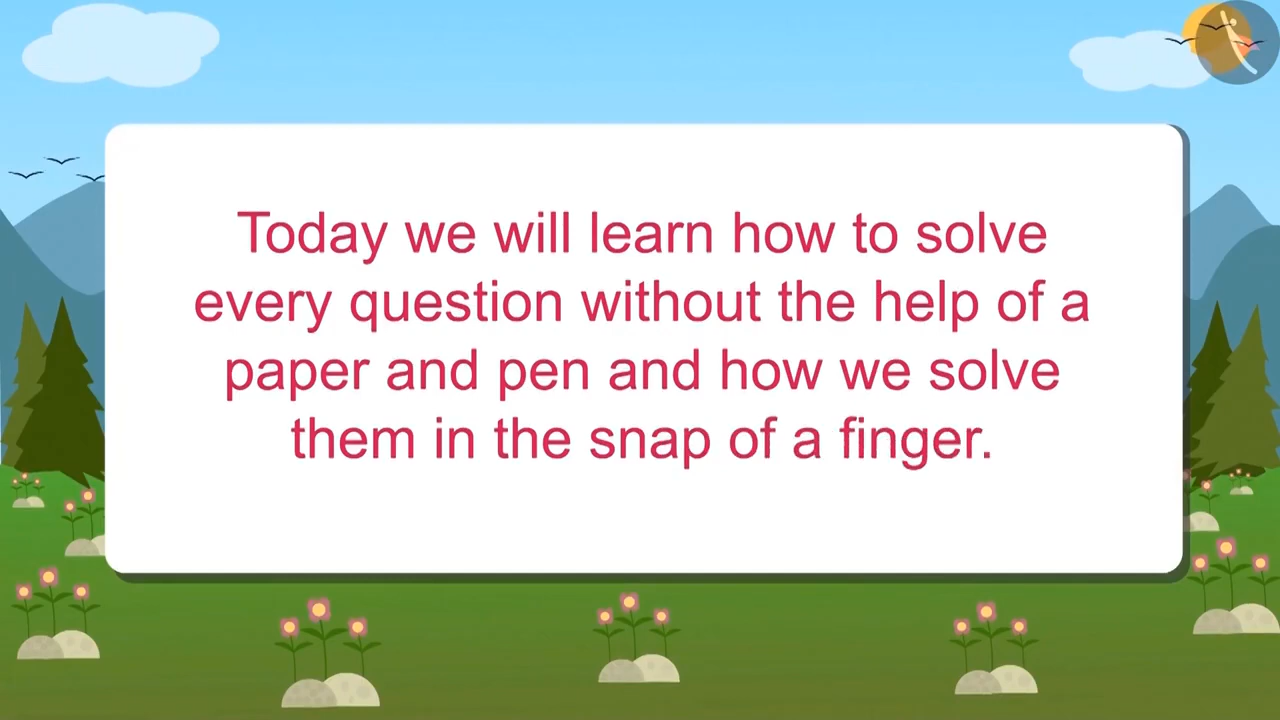 Today we will learn how to solve
every question without the help of a
paper and pen and how we solve
them in the snap of a finger.